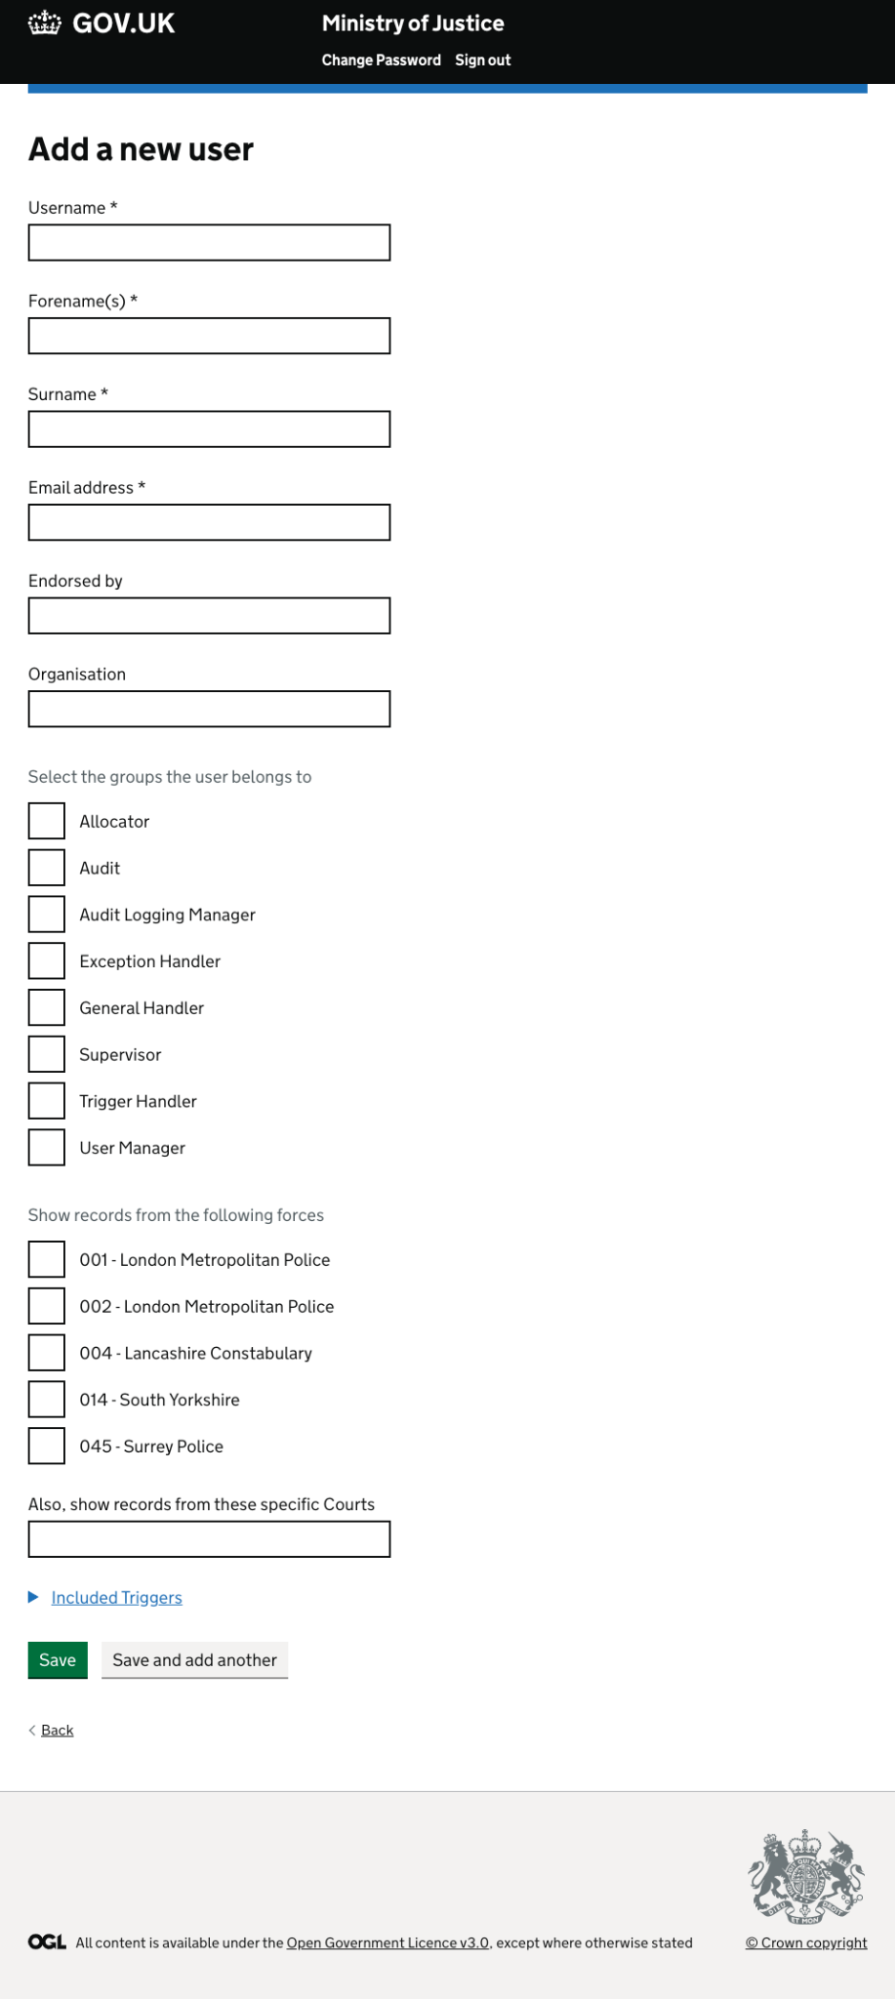 GOV.UK
Ministry of Justice
Change Password Sign out
Add a new user
Username *
Forename(s) *
Surname *
Email address *
Endorsed by
Organisation
Select the groups the user belongs to
Allocator
Audit
Audit Logging Manager
Exception Handler
General Handler
Supervisor
Trigger Handler
User Manager
Show records from the following forces
001 - London Metropolitan Police
002 - London Metropolitan Police
004 - Lancashire Constabulary
014 - South Yorkshire
045 - Surrey Police
Also, show records from these specific Courts
Included Triggers
Save Save and add another
Back
OGL All content is available under the Open Government Licence v3.0, except where otherwise stated
© Crown copyright